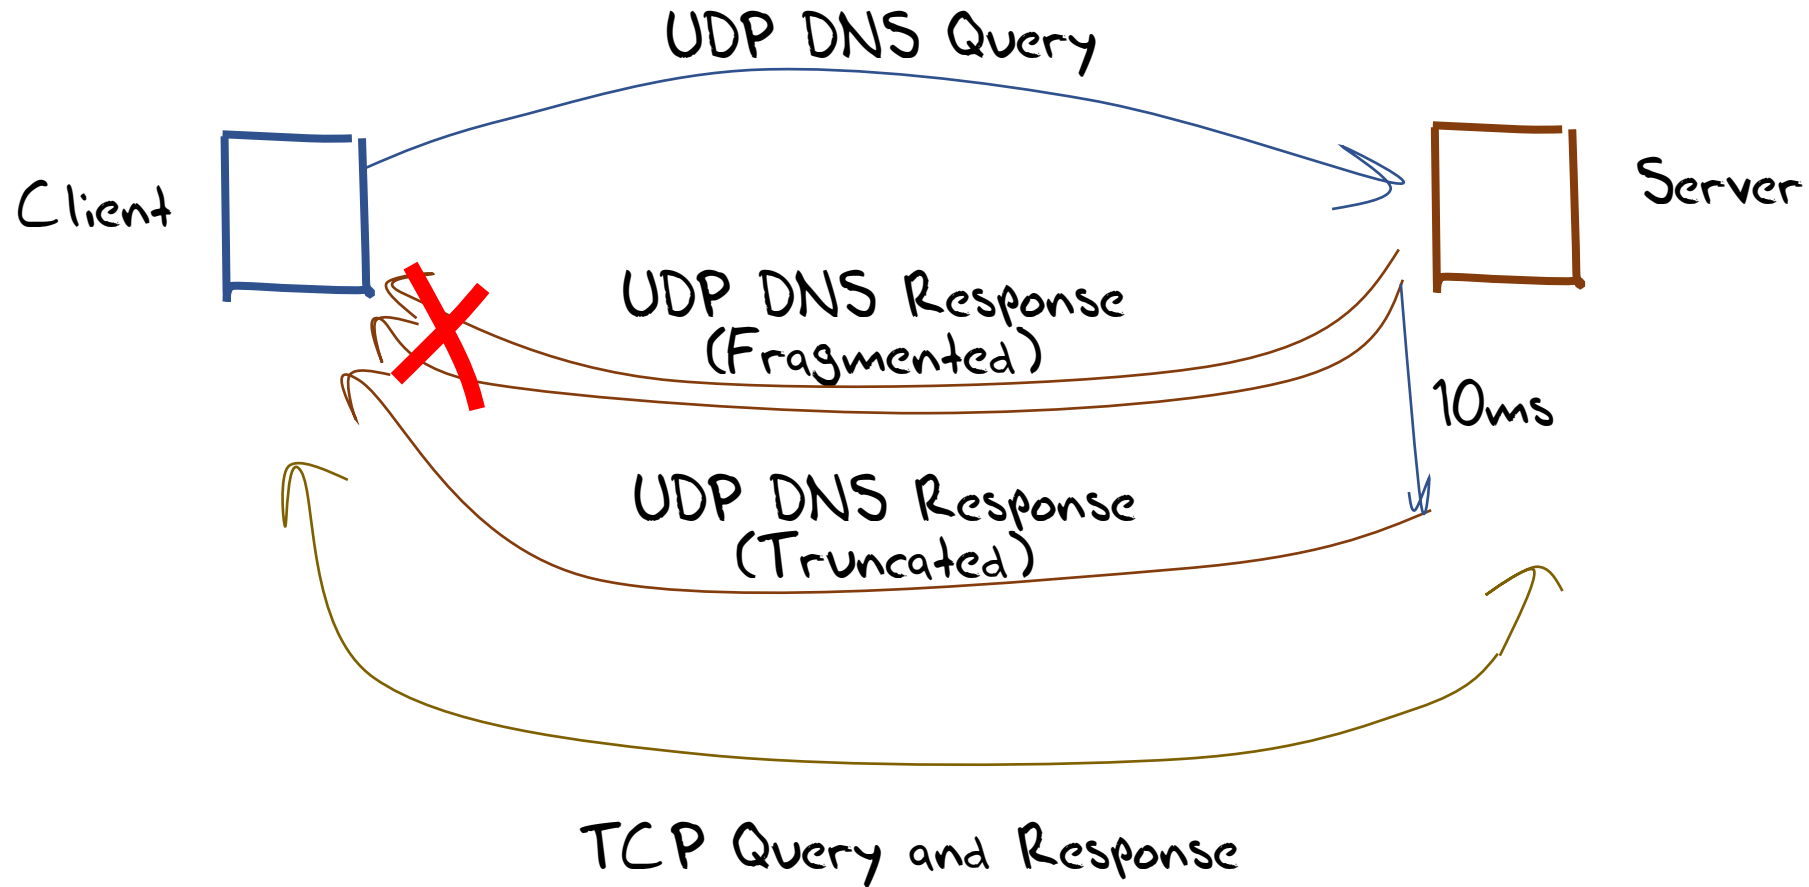 UDP DNS Query
Client
Server
UDP DNS Response
(Fragmented)
10ms
UDP DNS Response
(Truncated)
TCP Query and Response